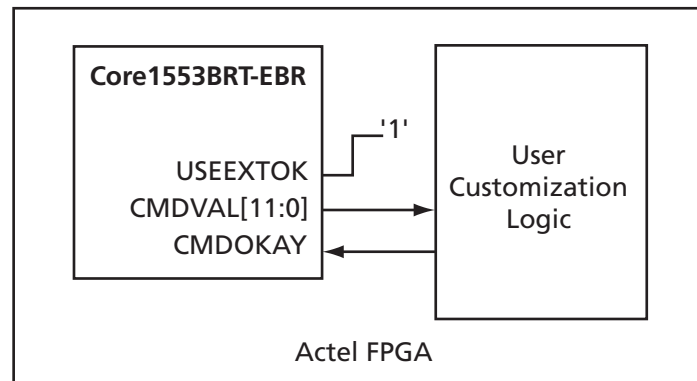 Core1553BRT-EBR
'1'
USEEXTOK
CMDVAL[11:0]
CMDOKAY
User
Customization
Logic
Actel FPGA